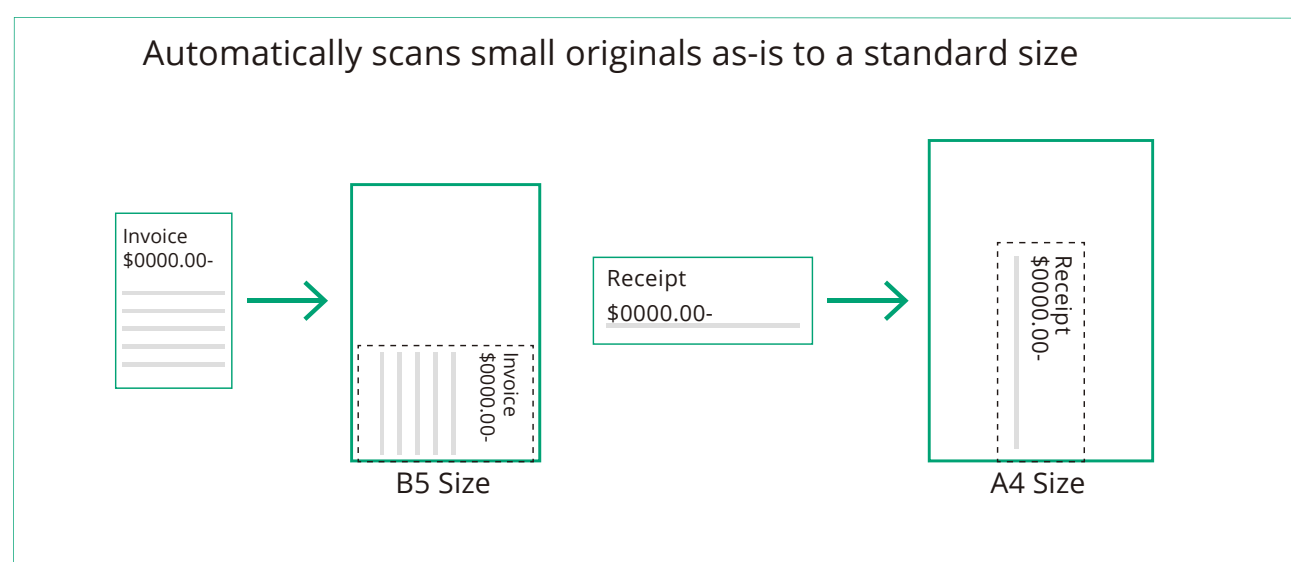 Automatically scans small originals as-is to a standard size
Invoice
$0000.00-
Invoice
$0000.00-
B5 Size
Receipt
$0000.00-
Receipt
$0000.00-
A4 Size